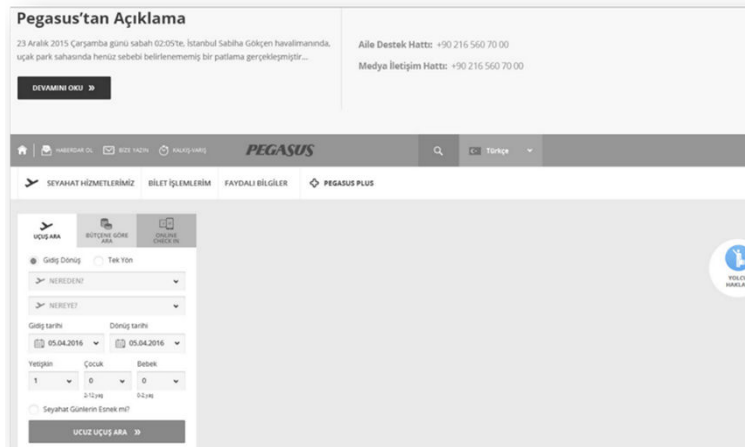 Pegasus’tan Açıklama
23 Aralık 2015 Çarşamba günü sabah 02:05'te, İstanbul Sabiha Gökçen havalimanında,
uçak park sahasında henüz sebebi belirlenememiş bir patlama gerçekleşmiştir...
DEVAMINI OKU
Aile Destek Hattı: +90 216 560 70 00
Medya İletişim Hattı: +90 216 560 70 00
HABERDAR OL BİZE YAZIN KALKIŞ-VARIŞ PEGASUS Türkçe
SEYAHAT HİZMETLERİMİZ BİLET İŞLEMLERİM FAYDALI BİLGİLER PEGASUS PLUS
UÇUŞ ARA
BÜTÇENE GÖRE
ARA
ONLINE
CHECK IN
Gidiş Dönüş Tek Yön
NEREDEN?
NEREYE?
Gidiş tarihi Dönüş tarihi
05.04.2016 05.04.2016
Yetişkin Çocuk Bebek
1 0 0
2-12 yaş 0-2 yaş
Seyahat Günlerin Esnek mi?
UCUZ UÇUŞ ARA
YOLCU
HAKLA